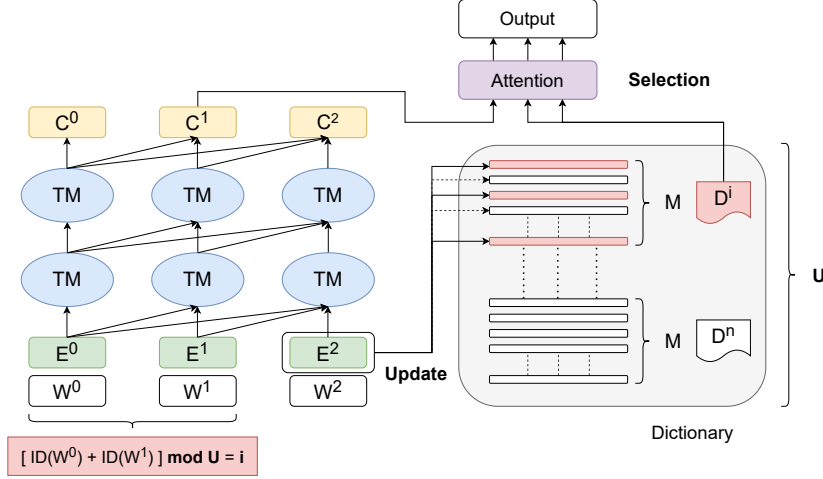 Output
Attention
Selection
C⁰ C¹ C²
TM TM TM
M Dⁱ
TM TM TM
U
E⁰ E¹ E²
M Dⁿ
Update
W⁰ W¹ W²
Dictionary
[ ID(W⁰) + ID(W¹) ] mod U = i